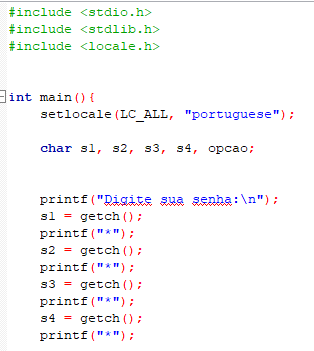 #include <stdio.h>
#include <stdlib.h>
#include <locale.h>
int main(){
setlocale(LC_ALL, "portuguese");
char s1, s2, s3, s4, opcao;
printf("Digite sua senha:\n");
s1 = getch();
printf("*");
s2 = getch();
printf("*");
s3 = getch();
printf("*");
s4 = getch();
printf("*");